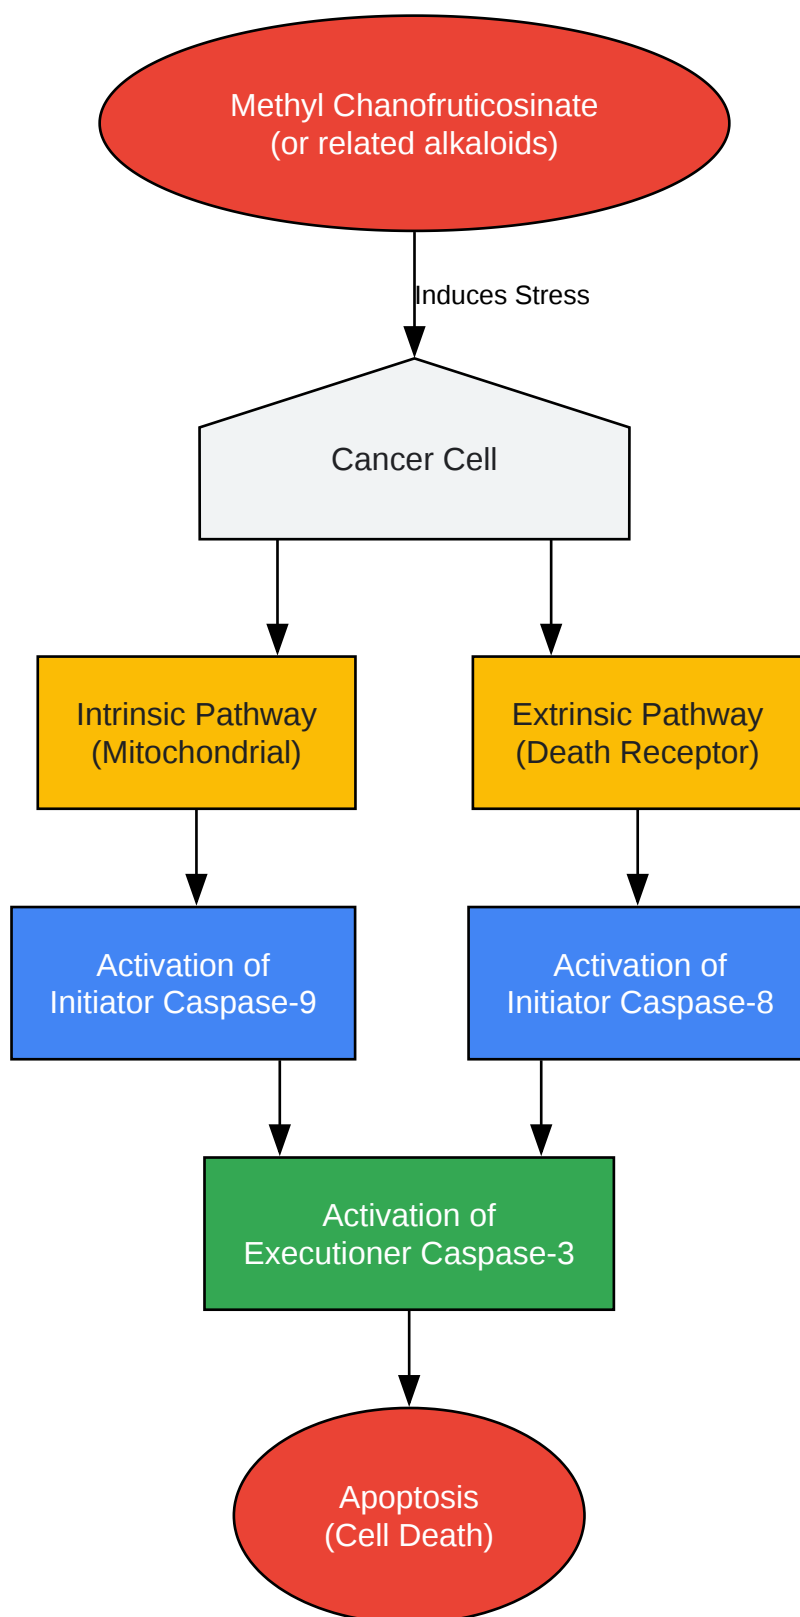 Methyl Chanofruticosinate
(or related alkaloids)
Induces Stress
Cancer Cell
Intrinsic Pathway
(Mitochondrial)
Extrinsic Pathway
(Death Receptor)
Activation of
Initiator Caspase-9
Activation of
Initiator Caspase-8
Activation of
Executioner Caspase-3
Apoptosis
(Cell Death)